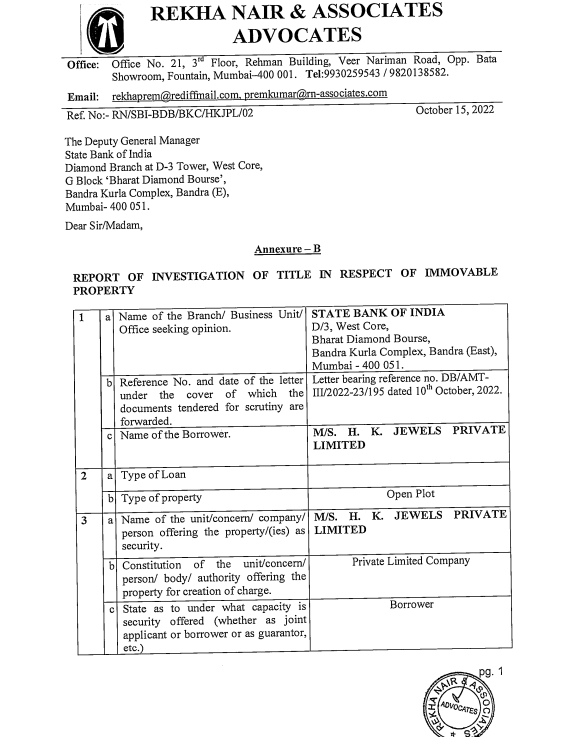 REKHA NAIR & ASSOCIATES
ADVOCATES
Office: Office No. 21, 3rd Floor, Rehman Building, Veer Nariman Road, Opp. Bata
Showroom, Fountain, Mumbai–400 001. Tel:9930259543 / 9820138582.
Email: rekhaprem@rediffmail.com, premkumar@rn-associates.com
Ref. No:- RN/SBI-BDB/BKC/HKJPL/02 October 15, 2022
The Deputy General Manager
State Bank of India
Diamond Branch at D-3 Tower, West Core,
G Block ‘Bharat Diamond Bourse’,
Bandra Kurla Complex, Bandra (E),
Mumbai- 400 051.
Dear Sir/Madam,
Annexure – B
REPORT OF INVESTIGATION OF TITLE IN RESPECT OF IMMOVABLE
PROPERTY
1 a Name of the Branch/ Business Unit/ STATE BANK OF INDIA
Office seeking opinion. D/3, West Core,
Bharat Diamond Bourse,
Bandra Kurla Complex, Bandra (East),
Mumbai - 400 051.
b Reference No. and date of the letter Letter bearing reference no. DB/AMT-
under the cover of which the III/2022-23/195 dated 10th October, 2022.
documents tendered for scrutiny are
forwarded.
c Name of the Borrower. M/S. H. K. JEWELS PRIVATE
LIMITED
2 a Type of Loan
b Type of property Open Plot
3 a Name of the unit/concern/ company/ M/S. H. K. JEWELS PRIVATE
person offering the property/(ies) as LIMITED
security.
b Constitution of the unit/concern/ Private Limited Company
person/ body/ authority offering the
property for creation of charge.
c State as to under what capacity is Borrower
security offered (whether as joint
applicant or borrower or as guarantor,
etc.)
pg. 1
REKHA NAIR & ASSOCIATES
ADVOCATES